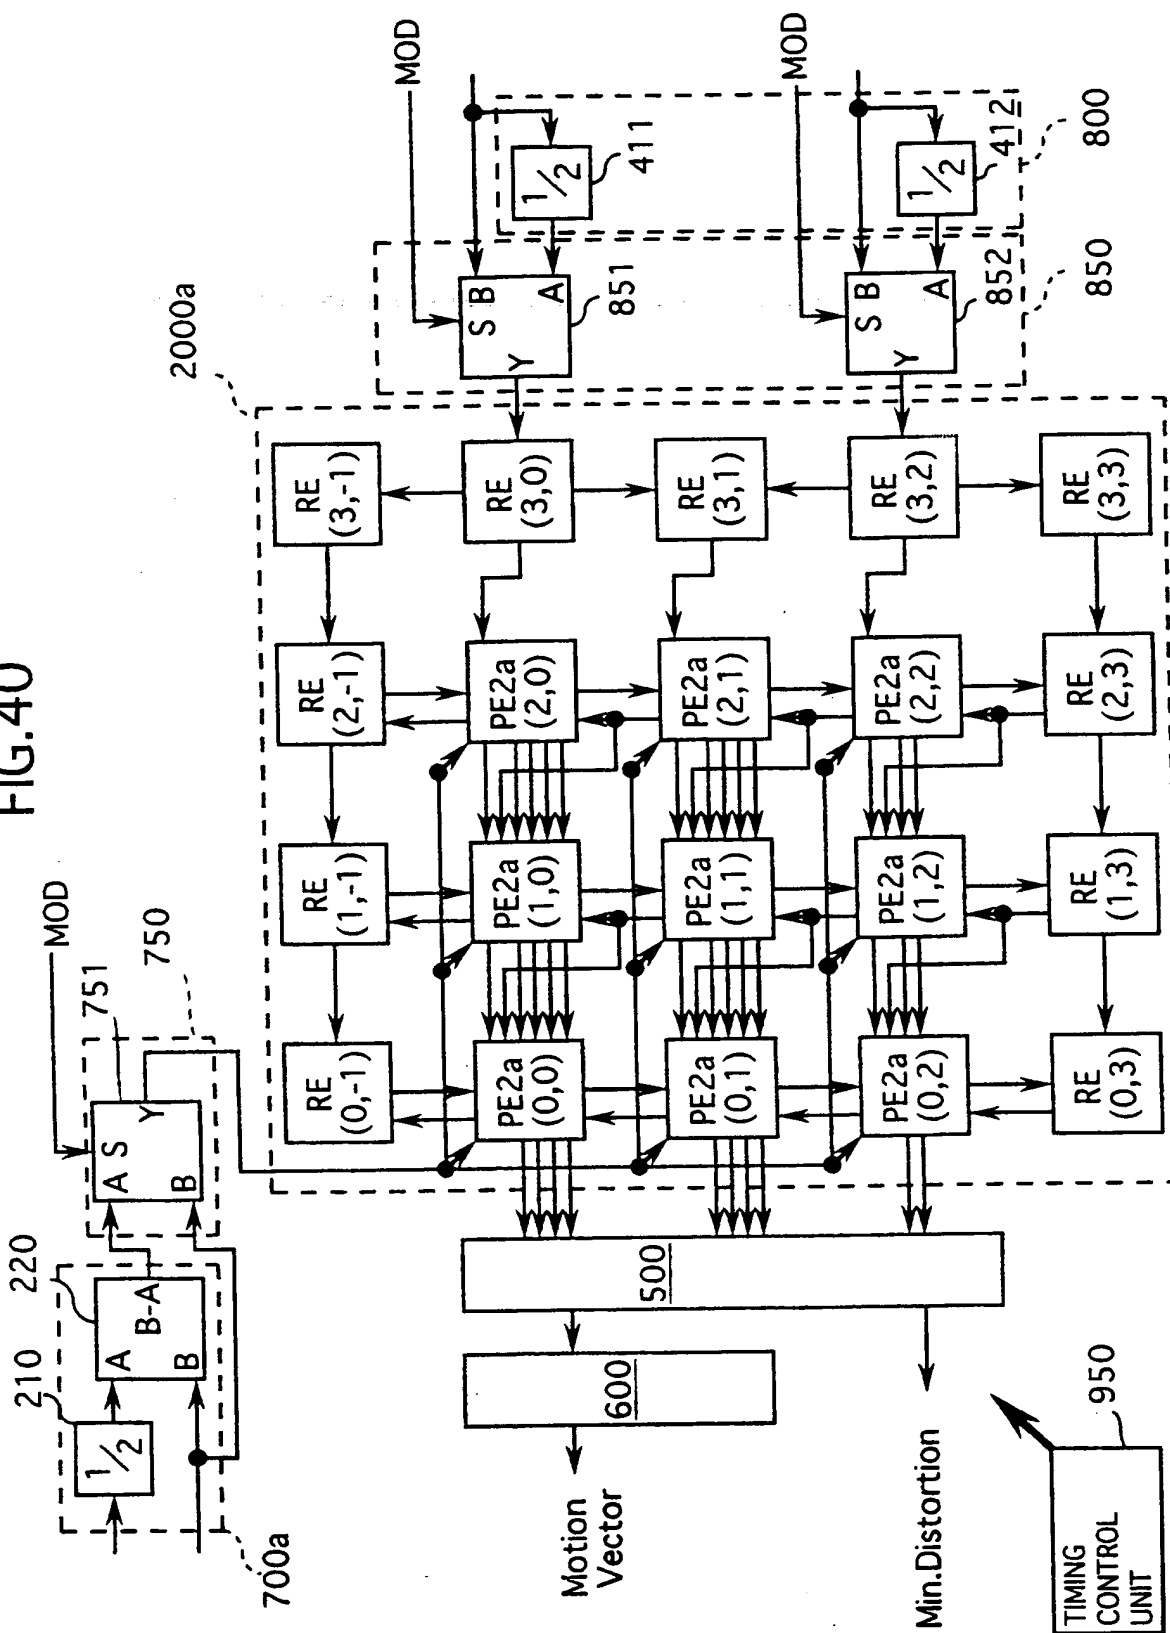 FIG.40
MOD
751
750
220
210
A S
Y
B
A
B-A
B
1/2
700a
2000a
MOD
S B
Y A
851
1/2
411
MOD
S B
Y A
852
850
1/2
412
800
RE
(0,-1)
RE
(1,-1)
RE
(2,-1)
RE
(3,-1)
PE2a
(0,0)
PE2a
(1,0)
PE2a
(2,0)
RE
(3,0)
PE2a
(0,1)
PE2a
(1,1)
PE2a
(2,1)
RE
(3,1)
PE2a
(0,2)
PE2a
(1,2)
PE2a
(2,2)
RE
(3,2)
RE
(0,3)
RE
(1,3)
RE
(2,3)
RE
(3,3)
500
600
Motion
Vector
Min.Distortion
950
TIMING
CONTROL
UNIT